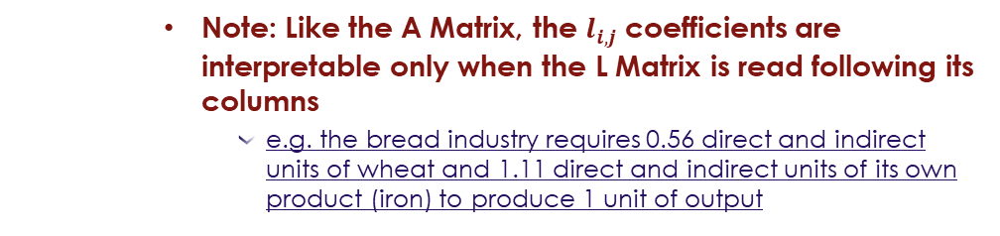 • Note: Like the A Matrix, the l i,j coefficients are
interpretable only when the L Matrix is read following its
columns
e.g. the bread industry requires 0.56 direct and indirect
units of wheat and 1.11 direct and indirect units of its own
product (iron) to produce 1 unit of output